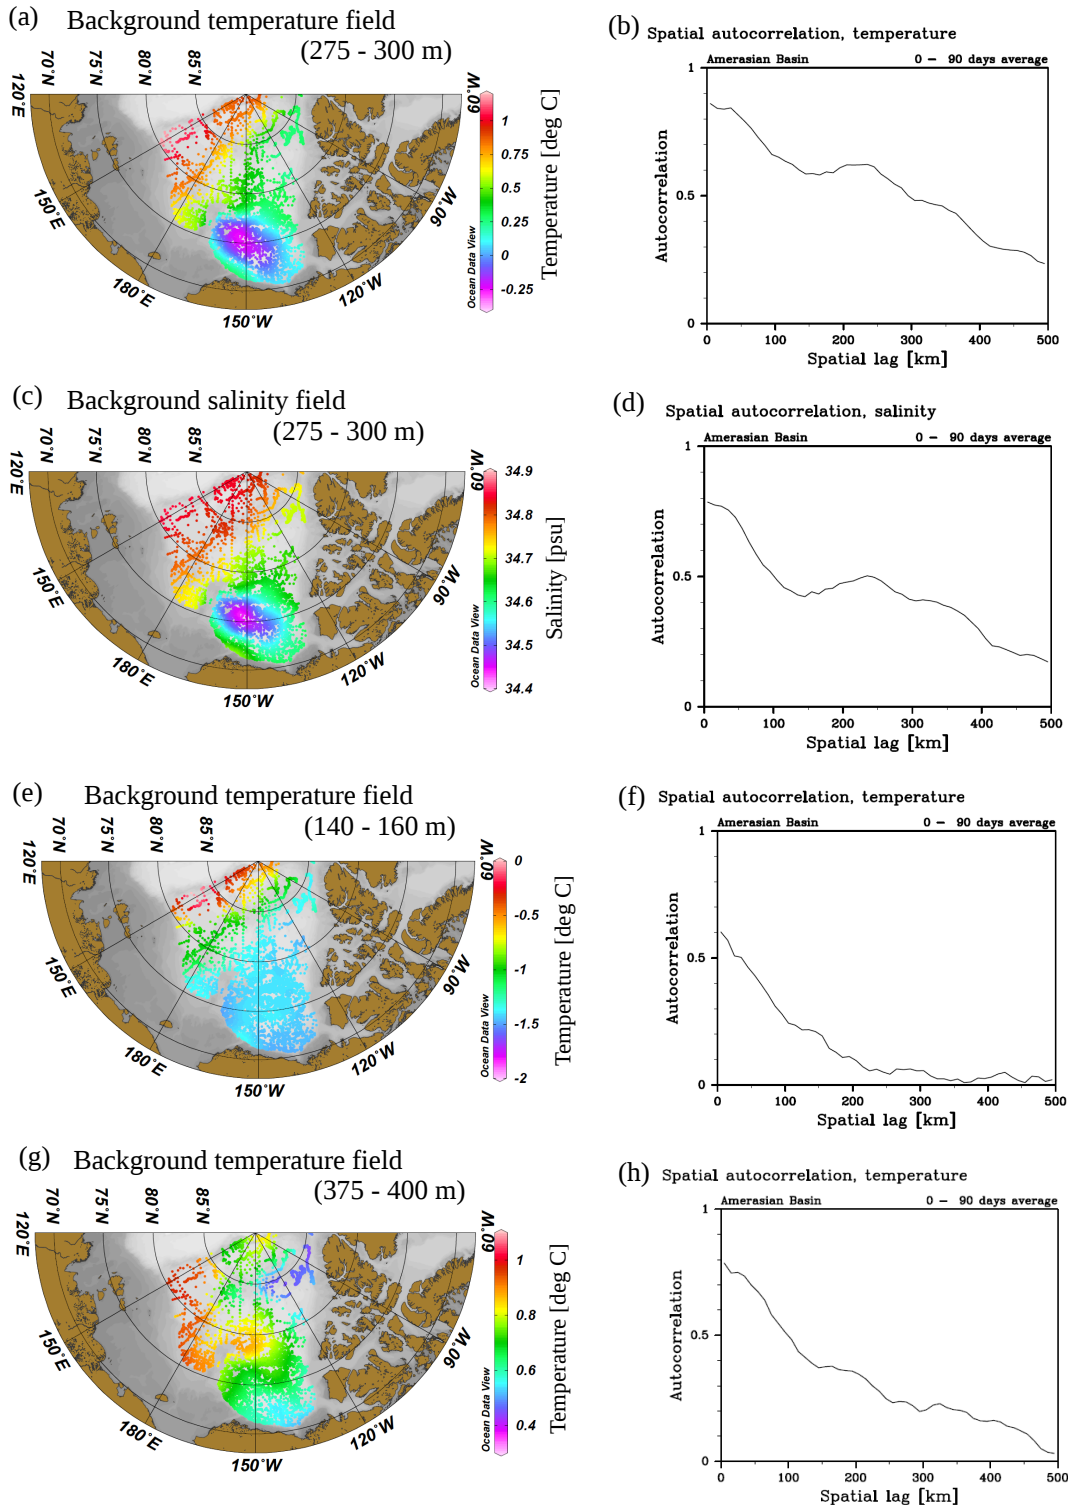 (a) Background temperature field
(275 - 300 m)
70°N 75°N 80°N 85°N
120°E
60°W
150°E
180°E
150°W
120°W
90°W
Ocean Data View
1
0.75
0.5
0.25
0
-0.25
Temperature [deg C]
(b) Spatial autocorrelation, temperature
Amerasian Basin 0 – 90 days average
1
0.5
0
Autocorrelation
0 100 200 300 400 500
Spatial lag [km]
(c) Background salinity field
(275 - 300 m)
70°N 75°N 80°N 85°N
120°E
60°W
150°E
180°E
150°W
120°W
90°W
Ocean Data View
34.9
34.8
34.7
34.6
34.5
34.4
Salinity [psu]
(d) Spatial autocorrelation, salinity
Amerasian Basin 0 – 90 days average
1
0.5
0
Autocorrelation
0 100 200 300 400 500
Spatial lag [km]
(e) Background temperature field
(140 - 160 m)
70°N 75°N 80°N 85°N
120°E
60°W
150°E
180°E
150°W
120°W
90°W
Ocean Data View
0
-0.5
-1
-1.5
-2
Temperature [deg C]
(f) Spatial autocorrelation, temperature
Amerasian Basin 0 – 90 days average
1
0.5
0
Autocorrelation
0 100 200 300 400 500
Spatial lag [km]
(g) Background temperature field
(375 - 400 m)
70°N 75°N 80°N 85°N
120°E
60°W
150°E
180°E
150°W
120°W
90°W
Ocean Data View
1
0.8
0.6
0.4
Temperature [deg C]
(h) Spatial autocorrelation, temperature
Amerasian Basin 0 – 90 days average
1
0.5
0
Autocorrelation
0 100 200 300 400 500
Spatial lag [km]